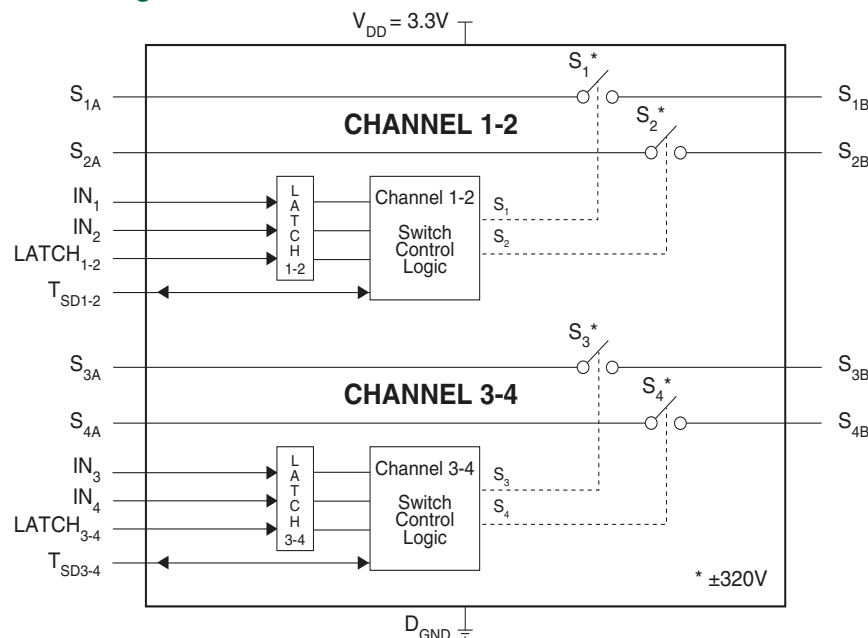 V_DD = 3.3V
S_1* 
S_1A
S_1B
CHANNEL 1-2
S_2*
S_2A
S_2B
IN_1
IN_2
LATCH_1-2
T_SD1-2
LATCH
1-2
Channel 1-2
Switch
Control
Logic
S_1
S_2
S_3*
S_3A
S_3B
CHANNEL 3-4
S_4*
S_4A
S_4B
IN_3
IN_4
LATCH_3-4
T_SD3-4
LATCH
3-4
Channel 3-4
Switch
Control
Logic
S_3
S_4
* ±320V
D_GND